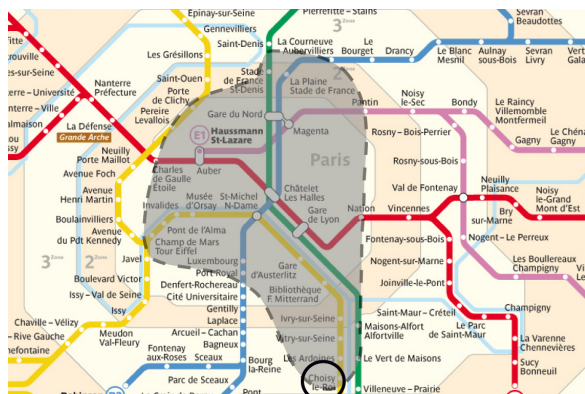 Epinay-sur-Seine
Gennevilliers
Pierrefitte – Stains
3 Zone
Sevran
Beaudottes
Les Grésillons
Saint-Denis
La Courneuve
Aubervilliers
Le
Bourget
Drancy
Le Blanc
Mesnil
Aulnay
sous-Bois
Sevran
Livry
Saint-Ouen
Stade
de France
St-Denis
La Plaine
Stade de France
Nanterre
Préfecture
Porte
de Clichy
Pereire
Levallois
Gare du Nord
Magenta
Pantin
Noisy
le-Sec
Bondy
Le Raincy
Villemomble
Montfermeil
La Défense
Grande Arche
E1
Haussmann
St-Lazare
Paris
Rosny – Bois-Perrier
Gagny
Neuilly
Porte Maillot
Auber
Rosny-sous-Bois
Avenue Foch
Charles
de Gaulle
Étoile
Val de Fontenay
Neuilly
Plaisance
Avenue
Henri Martin
Musée
d'Orsay
St-Michel
N-Dame
Châtelet
Les Halles
Noisy
le-Grand
Mont d'Est
Boulainvilliers
Invalides
Gare
de Lyon
Nation
Vincennes
Bry
sur-Marne
Avenue
du Pdt Kennedy
Pont de l'Alma
Champ de Mars
Tour Eiffel
Fontenay-sous-Bois
Nogent – Le Perreux
3 Zone
2 Zone
Javel
Luxembourg
Port Royal
Gare
d'Austerlitz
Nogent-sur-Marne
Les Boullereaux
Champigny
Boulevard Victor
Denfert-Rochereau
Cité Universitaire
Bibliothèque
F. Mitterrand
Joinville-le-Pont
Issy – Val de Seine
Gentilly
Saint-Maur – Créteil
Champigny
Issy
Laplace
Ivry-sur-Seine
Chaville – Vélizy
Meudon
Val-Fleury
Arcueil – Cachan
Bagneux
Maisons-Alfort
Alfortville
Le Parc
de Saint-Maur
La Varenne
Chennevières
Fontenay
aux-Roses
Sceaux
Bourg
la-Reine
Vitry-sur-Seine
Les Ardoines
Le Vert de Maisons
Sucy
Bonneuil
Parc de Sceaux
Choisy
le-Roi
Villeneuve – Prairie